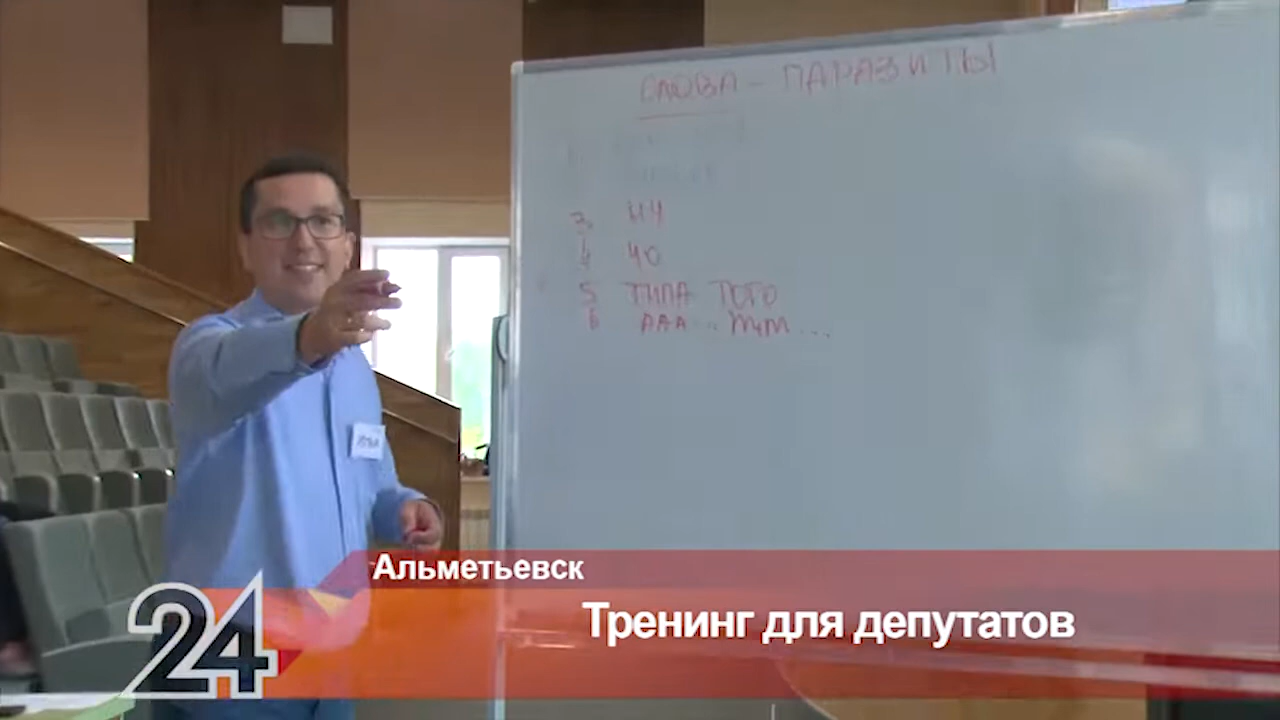 СЛОВА - ПАРАЗИТЫ
3 НУ
4 ЧО
5 ТИПА ТОГО
6 ААА... МММ...
Альметьевск
24
Тренинг для депутатов